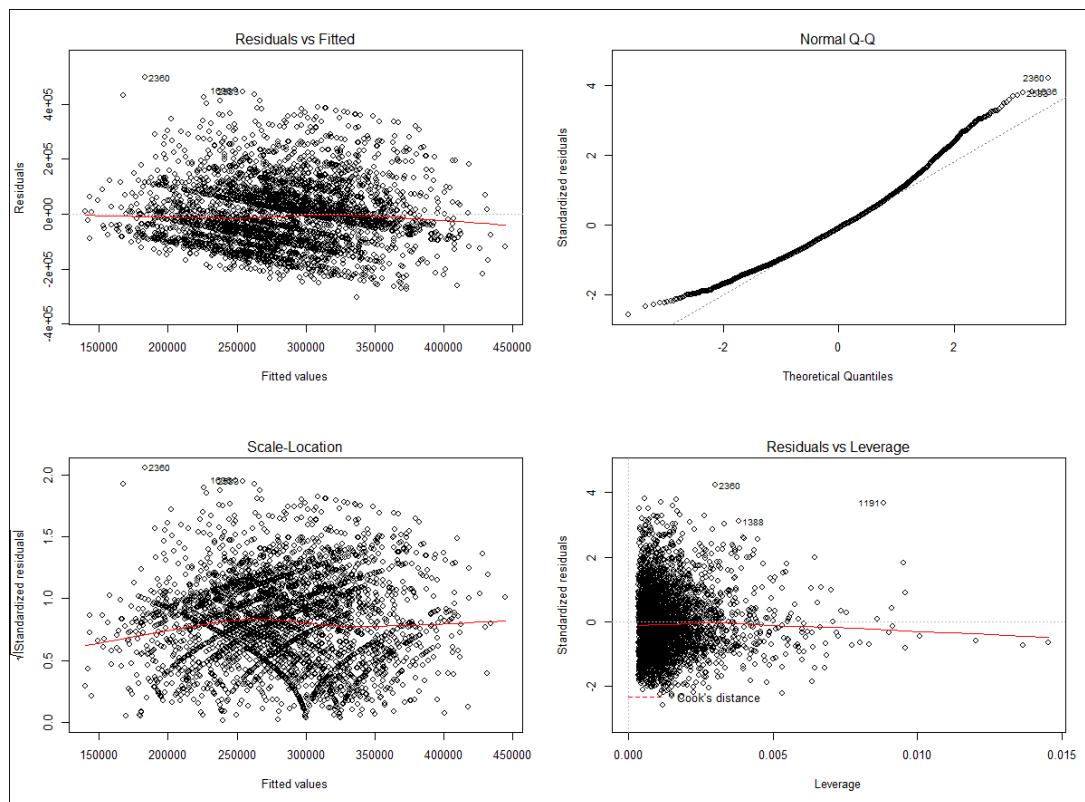 Residuals vs Fitted
Residuals
4e+05
2e+05
0e+00
-2e+05
-4e+05
2360
150000 200000 250000 300000 350000 400000 450000
Fitted values
Normal Q-Q
Standardized residuals
4
2
0
-2
2360
-2 0 2
Theoretical Quantiles
Scale-Location
√|Standardized residuals|
2.0
1.5
1.0
0.5
0.0
2360
150000 200000 250000 300000 350000 400000 450000
Fitted values
Residuals vs Leverage
Standardized residuals
4
2
0
-2
2360
1191
1388
Cook's distance
0.000 0.005 0.010 0.015
Leverage